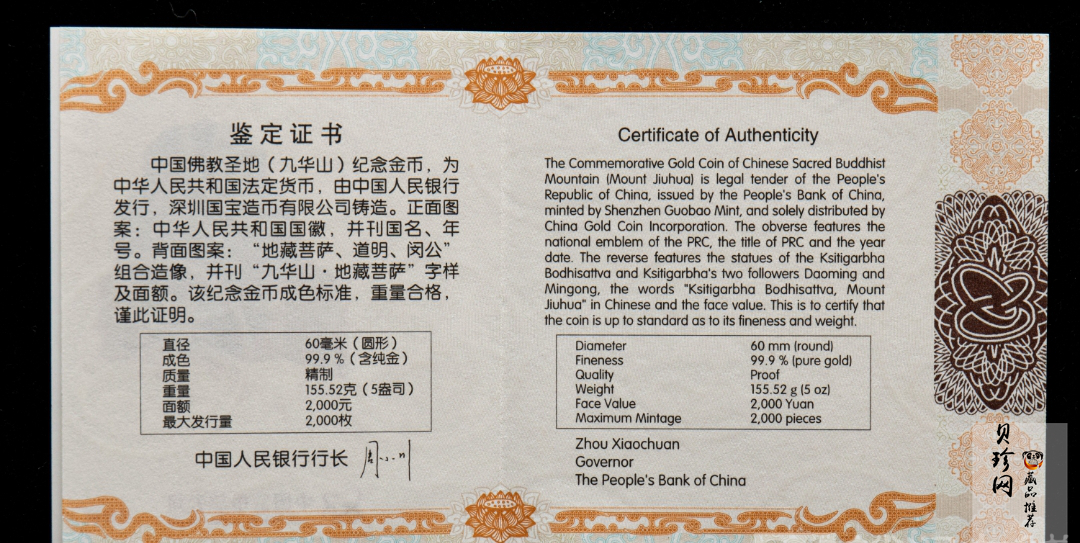 鉴定证书
中国佛教圣地（九华山）纪念金币，为
中华人民共和国法定货币，由中国人民银行
发行，深圳国宝造币有限公司铸造。正面图
案：中华人民共和国国徽，并刊国名、年
号。背面图案：“地藏菩萨、道明、闵公”
组合造像，并刊“九华山·地藏菩萨”字样
及面额。该纪念金币成色标准，重量合格，
谨此证明。
直径 60毫米（圆形）
成色 99.9 %（含纯金）
质量 精制
重量 155.52克（5盎司）
面额 2,000元
最大发行量 2,000枚
中国人民银行行长 周小川
Certificate of Authenticity
The Commemorative Gold Coin of Chinese Sacred Buddhist
Mountain (Mount Jiuhua) is legal tender of the People's
Republic of China, issued by the People's Bank of China,
minted by Shenzhen Guobao Mint, and solely distributed by
China Gold Coin Incorporation. The obverse features the
national emblem of the PRC, the title of PRC and the year
date. The reverse features the statues of the Ksitigarbha
Bodhisattva and Ksitigarbha's two followers Daoming and
Mingong, the words "Ksitigarbha Bodhisattva, Mount
Jiuhua" in Chinese and the face value. This is to certify that
the coin is up to standard as to its fineness and weight.
Diameter 60 mm (round)
Fineness 99.9 % (pure gold)
Quality Proof
Weight 155.52 g (5 oz)
Face Value 2,000 Yuan
Maximum Mintage 2,000 pieces
Zhou Xiaochuan
Governor
The People's Bank of China
贝珍网
藏品推荐